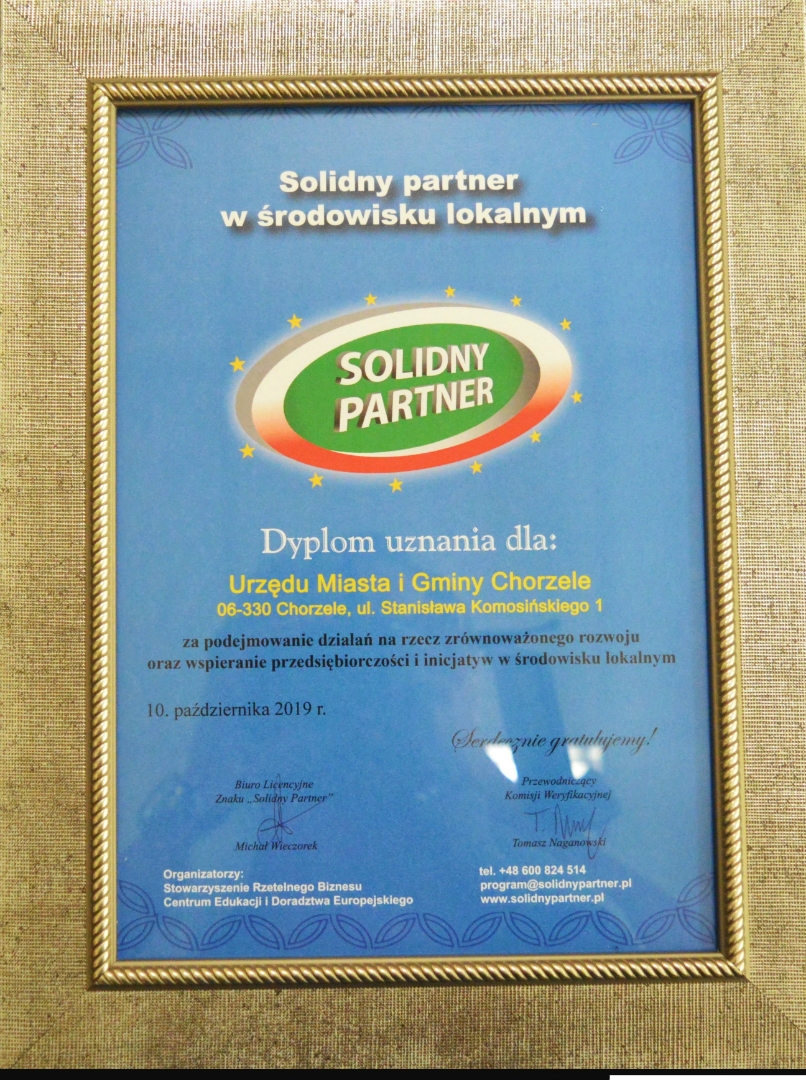 Solidny partner
w środowisku lokalnym
SOLIDNY
PARTNER
Dyplom uznania dla:
Urzędu Miasta i Gminy Chorzele
06-330 Chorzele, ul. Stanisława Komosińskiego 1
za podejmowanie działań na rzecz zrównoważonego rozwoju
oraz wspieranie przedsiębiorczości i inicjatyw w środowisku lokalnym
10. października 2019 r.
Serdecznie gratulujemy!
Biuro Licencyjne
Znaku „Solidny Partner”
Michał Wieczorek
Przewodniczący
Komisji Weryfikacyjnej
Tomasz Naganowski
Organizatorzy:
Stowarzyszenie Rzetelnego Biznesu
Centrum Edukacji i Doradztwa Europejskiego
tel. +48 600 824 514
program@solidnypartner.pl
www.solidnypartner.pl